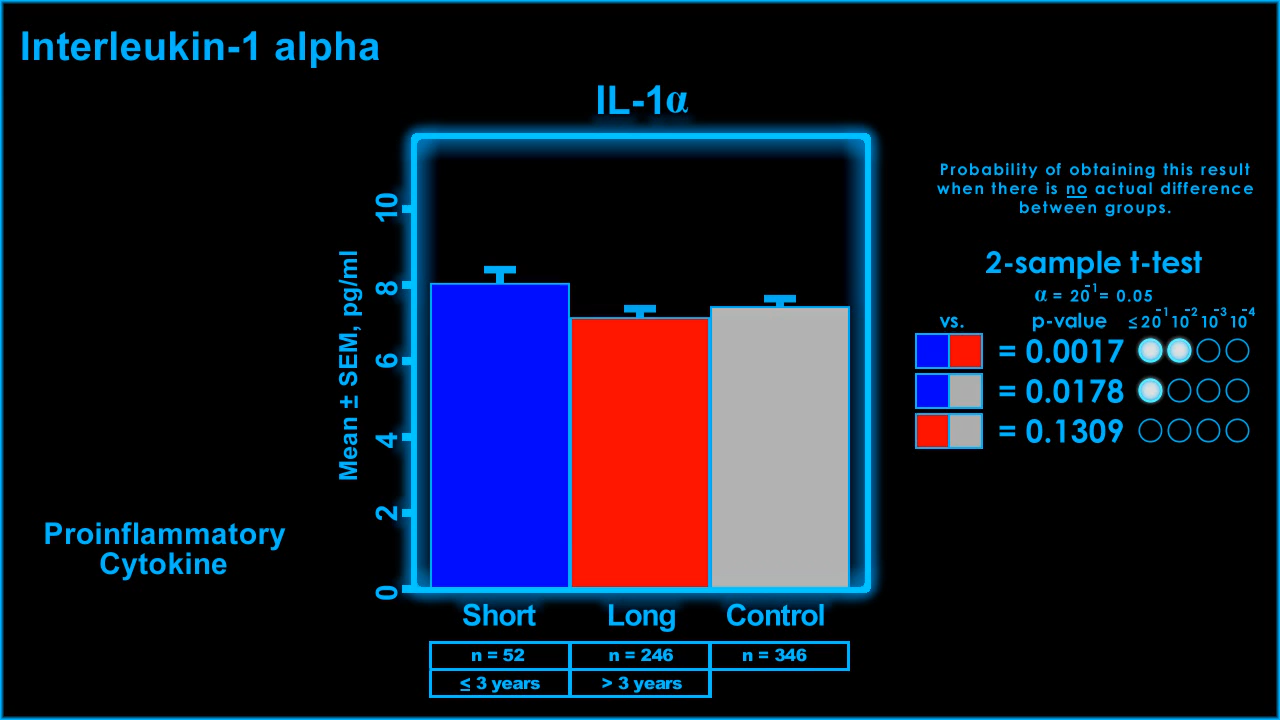 Interleukin-1 alpha
IL-1α
Probability of obtaining this result
when there is no actual difference
between groups.
2-sample t-test
α = 20⁻¹ = 0.05
vs. p-value ≤ 20⁻¹ 10⁻² 10⁻³ 10⁻⁴
= 0.0017
= 0.0178
= 0.1309
Mean ± SEM, pg/ml
10
8
6
4
2
0
Proinflammatory
Cytokine
Short Long Control
n = 52 n = 246 n = 346
≤ 3 years > 3 years